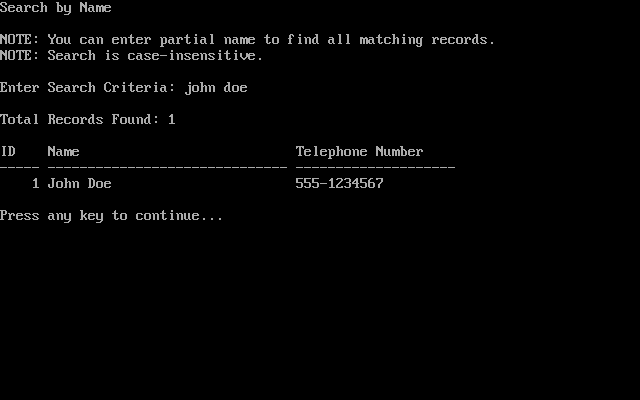 Search by Name
NOTE: You can enter partial name to find all matching records.
NOTE: Search is case-insensitive.
Enter Search Criteria: john doe
Total Records Found: 1
ID    Name                           Telephone Number
----- ------------------------------ --------------------
    1 John Doe                       555-1234567
Press any key to continue...